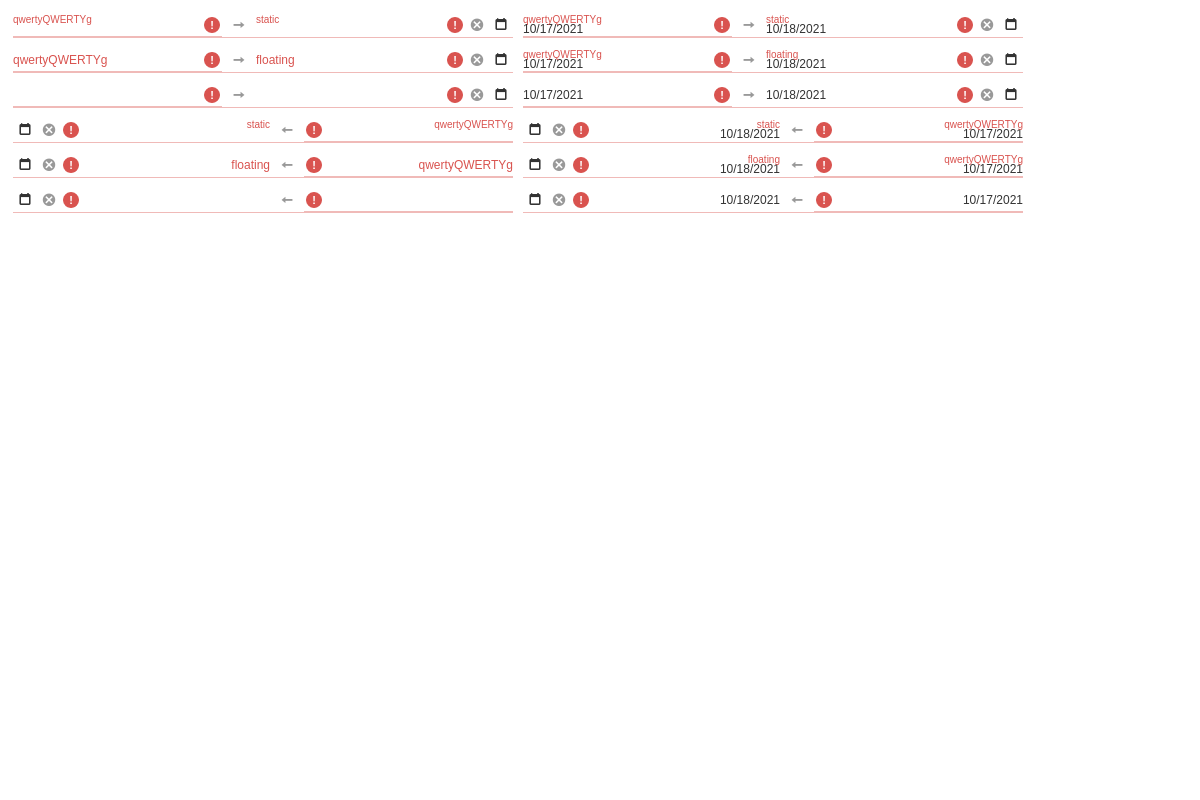 qwertyQWERTYg static qwertyQWERTYg static
10/17/2021 10/18/2021
qwertyQWERTYg floating qwertyQWERTYg floating
10/17/2021 10/18/2021
10/17/2021 10/18/2021
static qwertyQWERTYg static qwertyQWERTYg
10/18/2021 10/17/2021
floating qwertyQWERTYg floating qwertyQWERTYg
10/18/2021 10/17/2021
10/18/2021 10/17/2021